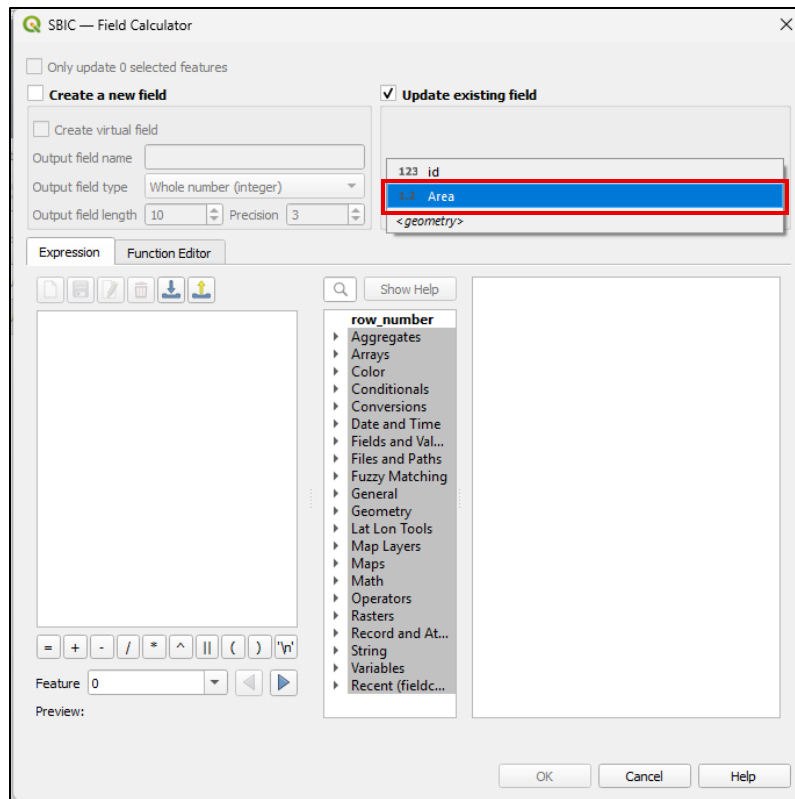 SBIC — Field Calculator
Only update 0 selected features
Create a new field
Update existing field
Create virtual field
Output field name
Output field type Whole number (integer)
Output field length 10 Precision 3
123 id
1.2 Area
<geometry>
Expression Function Editor
Show Help
row_number
Aggregates
Arrays
Color
Conditionals
Conversions
Date and Time
Fields and Val...
Files and Paths
Fuzzy Matching
General
Geometry
Lat Lon Tools
Map Layers
Maps
Math
Operators
Rasters
Record and At...
String
Variables
Recent (fieldc...
= + - / * ^ || ( ) '\n'
Feature 0
Preview:
OK Cancel Help